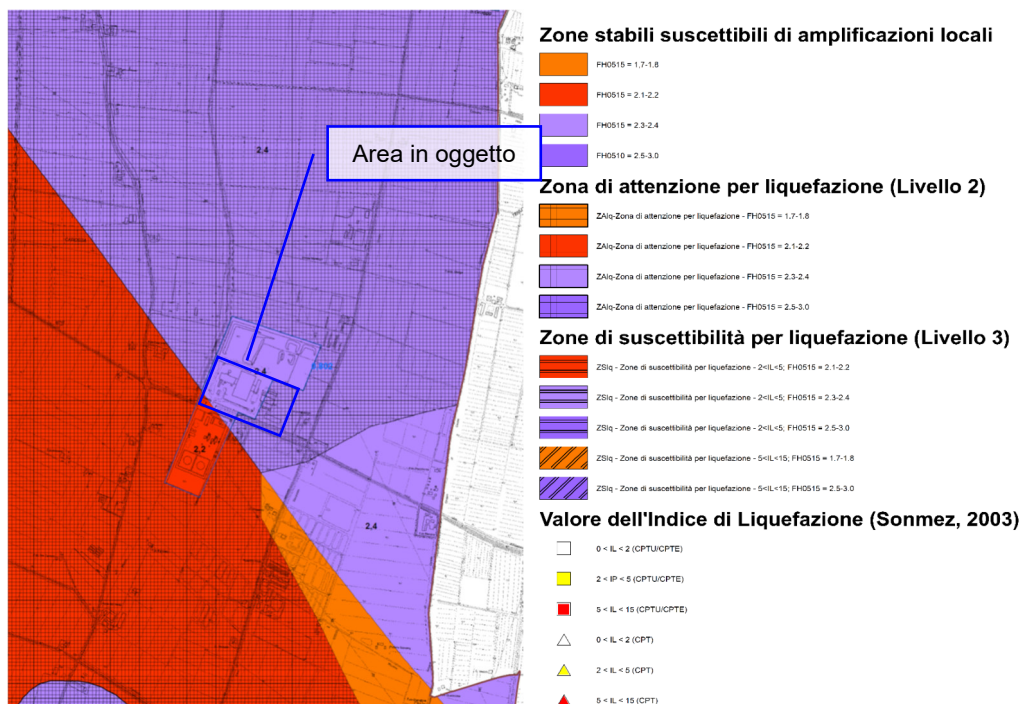 Zone stabili suscettibili di amplificazioni locali
FH0515 = 1,7-1.8
FH0515 = 2.1-2.2
FH0515 = 2.3-2.4
FH0510 = 2.5-3.0
Zona di attenzione per liquefazione (Livello 2)
ZAlq-Zona di attenzione per liquefazione - FH0515 = 1.7-1.8
ZAlq-Zona di attenzione per liquefazione - FH0515 = 2.1-2.2
ZAlq-Zona di attenzione per liquefazione - FH0515 = 2.3-2.4
ZAlq-Zona di attenzione per liquefazione - FH0515 = 2.5-3.0
Zone di suscettibilità per liquefazione (Livello 3)
ZSlq - Zone di suscettibilità per liquefazione - 2<IL<5; FH0515 = 2.1-2.2
ZSlq - Zone di suscettibilità per liquefazione - 2<IL<5; FH0515 = 2.3-2.4
ZSlq - Zone di suscettibilità per liquefazione - 2<IL<5; FH0515 = 2.5-3.0
ZSlq - Zone di suscettibilità per liquefazione - 5<IL<15; FH0515 = 1.7-1.8
ZSlq - Zone di suscettibilità per liquefazione - 5<IL<15; FH0515 = 2.5-3.0
Valore dell'Indice di Liquefazione (Sonmez, 2003)
0 < IL < 2 (CPTU/CPTE)
2 < IP < 5 (CPTU/CPTE)
5 < IL < 15 (CPTU/CPTE)
0 < IL < 2 (CPT)
2 < IL < 5 (CPT)
5 < IL < 15 (CPT)
Area in oggetto
2,4
2,4
2,2
2,4